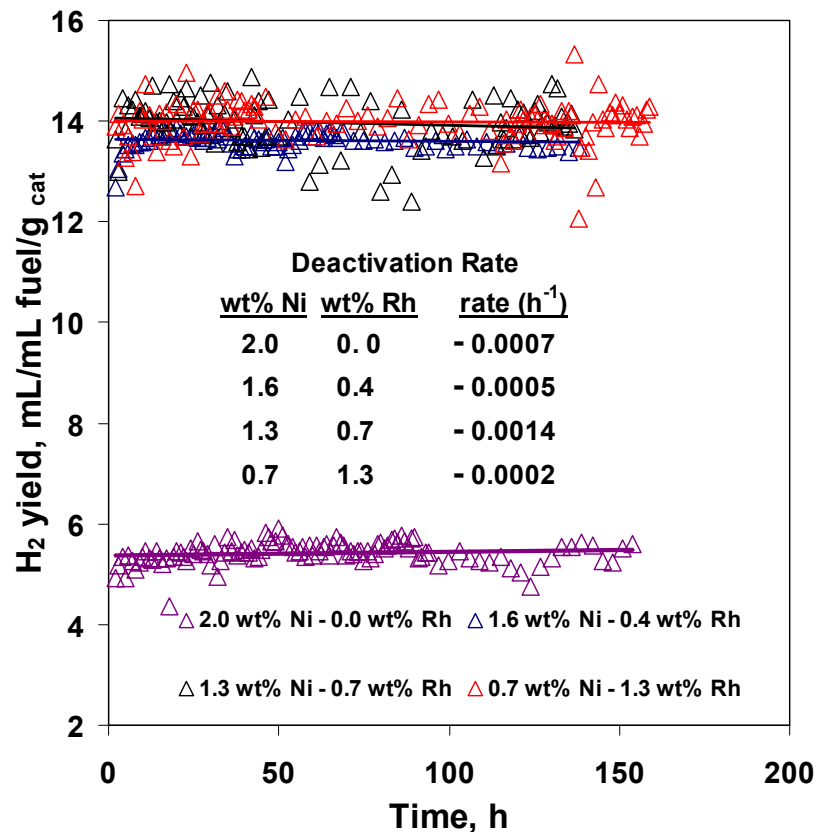 16
14
12
10
8
6
4
2
0
50
100
150
200
H2 yield, mL/mL fuel/g cat
Time, h
Deactivation Rate
wt% Ni wt% Rh rate (h-1)
2.0 0. 0 - 0.0007
1.6 0.4 - 0.0005
1.3 0.7 - 0.0014
0.7 1.3 - 0.0002
2.0 wt% Ni - 0.0 wt% Rh 1.6 wt% Ni - 0.4 wt% Rh
1.3 wt% Ni - 0.7 wt% Rh 0.7 wt% Ni - 1.3 wt% Rh